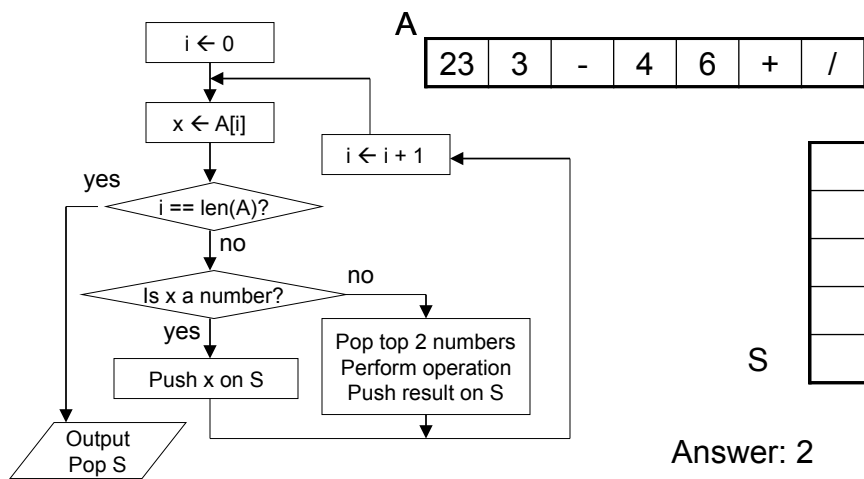 i ← 0
A
23 3 - 4 6 + /
x ← A[i]
i ← i + 1
yes
i == len(A)?
no
Is x a number?
no
yes
Push x on S
Pop top 2 numbers
Perform operation
Push result on S
S
Output
Pop S
Answer: 2